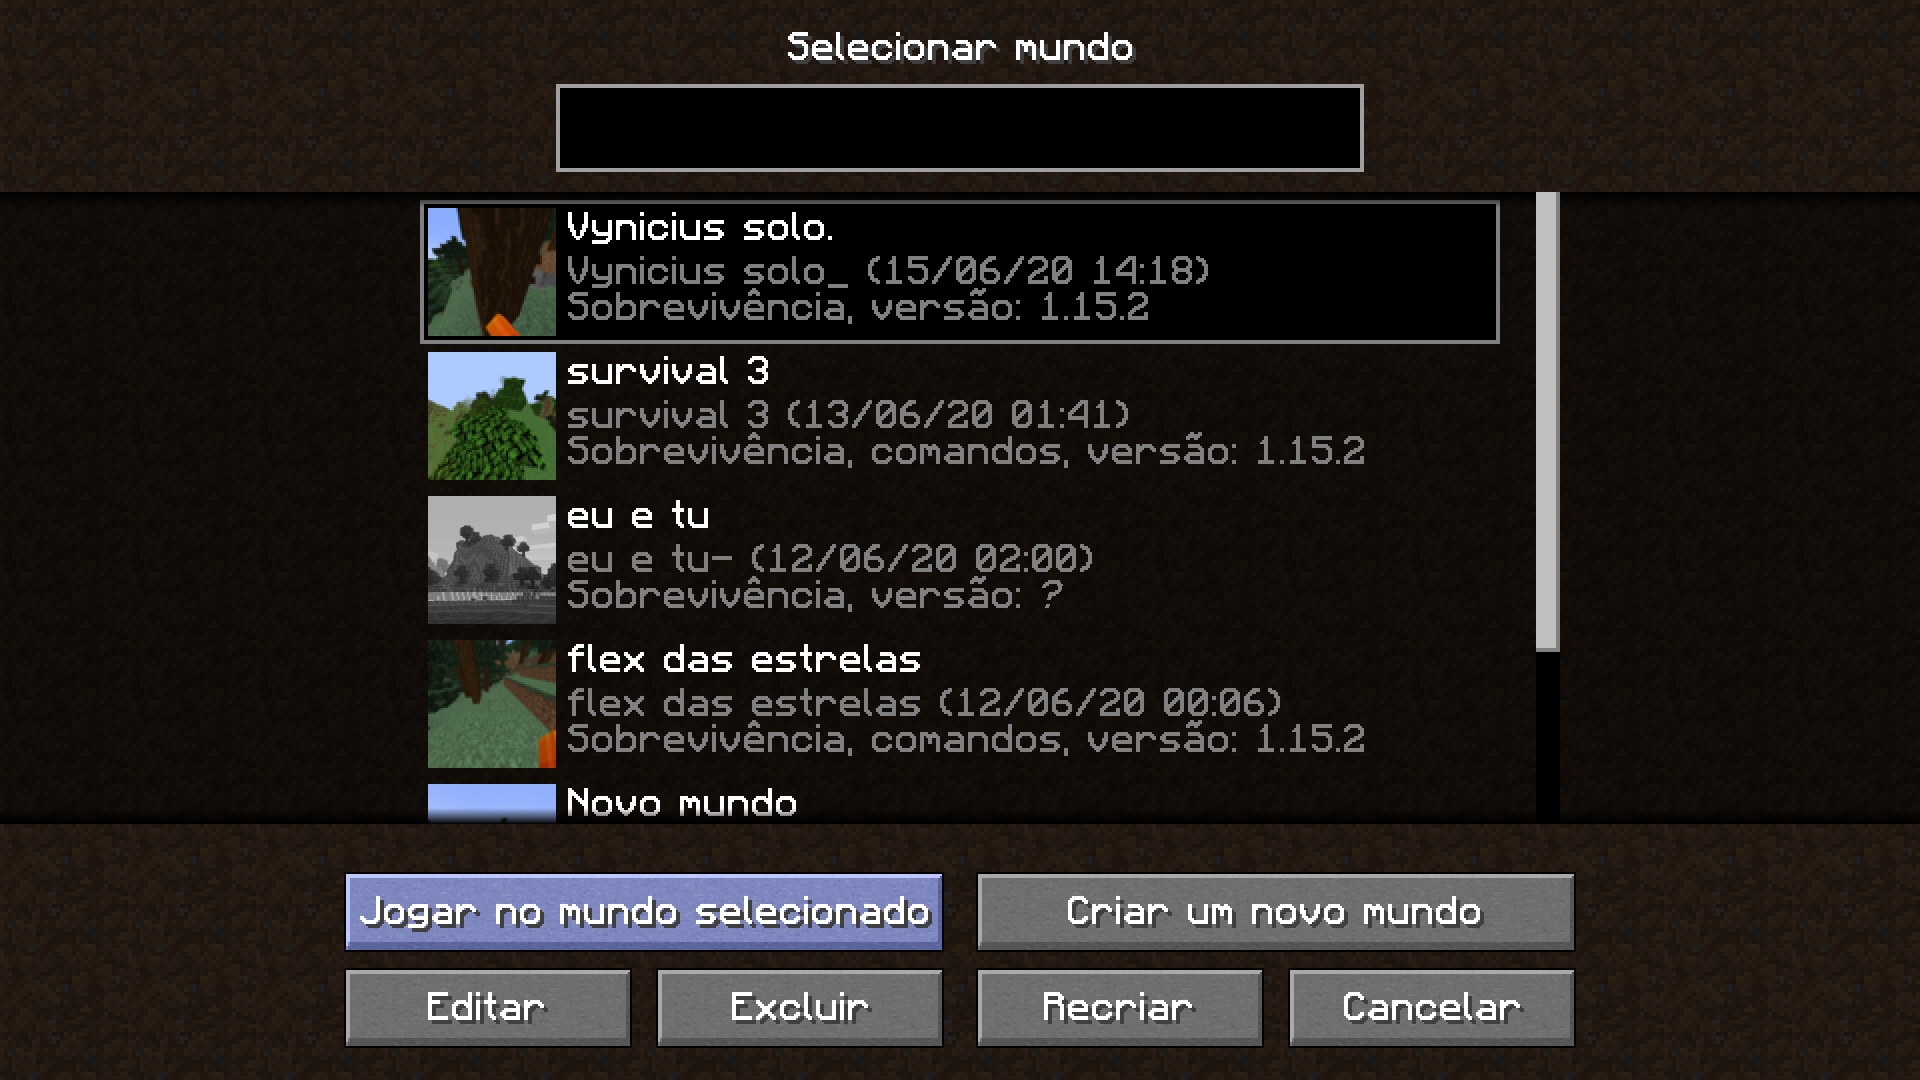 Selecionar mundo
Vynicius solo.
Vynicius solo_ (15/06/20 14:18)
Sobrevivência, versão: 1.15.2
survival 3
survival 3 (13/06/20 01:41)
Sobrevivência, comandos, versão: 1.15.2
eu e tu
eu e tu- (12/06/20 02:00)
Sobrevivência, versão: ?
flex das estrelas
flex das estrelas (12/06/20 00:06)
Sobrevivência, comandos, versão: 1.15.2
Novo mundo
Jogar no mundo selecionado
Criar um novo mundo
Editar
Excluir
Recriar
Cancelar